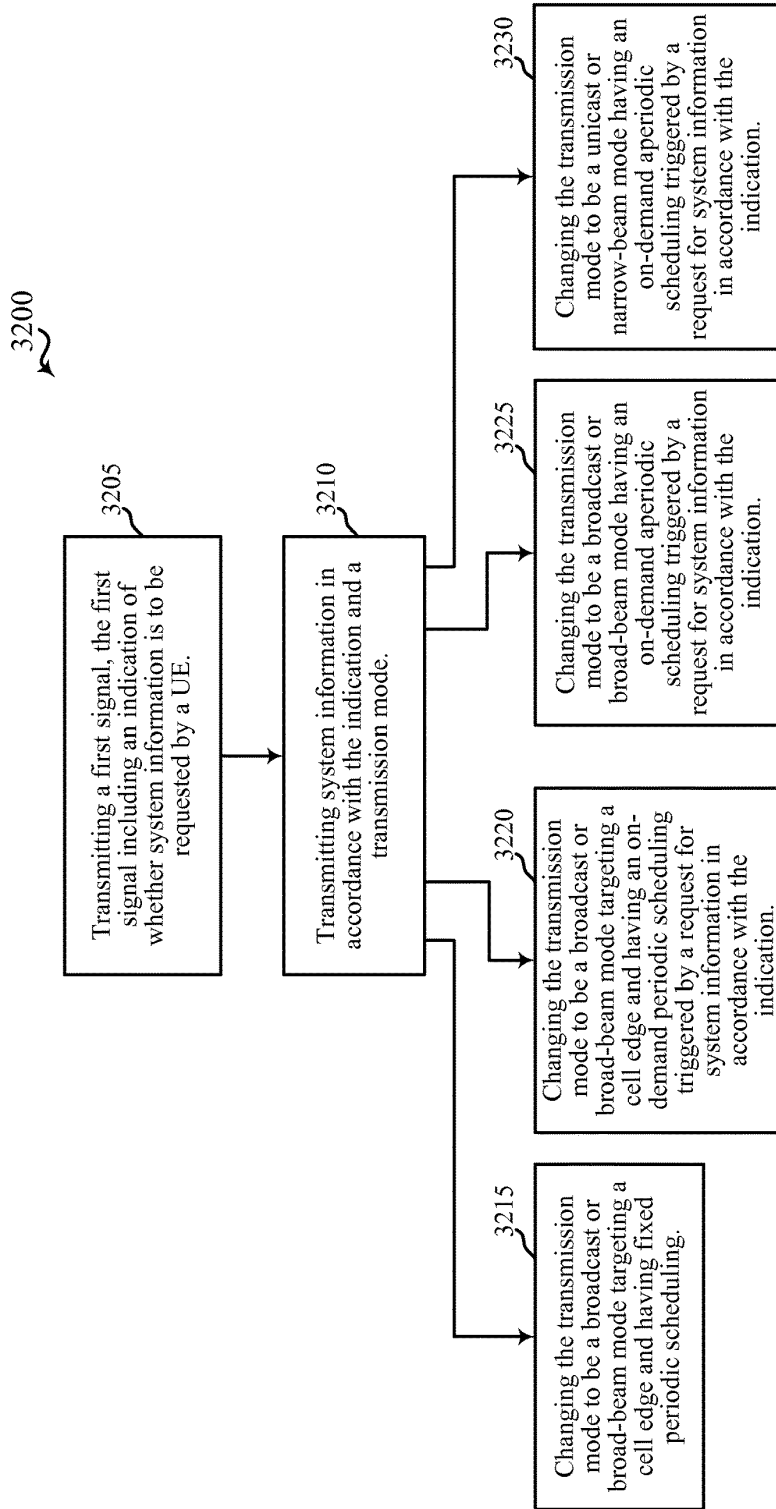 3200
3205
Transmitting a first signal, the first
signal including an indication of
whether system information is to be
requested by a UE.
3210
Transmitting system information in
accordance with the indication and a
transmission mode.
3215
Changing the transmission
mode to be a broadcast or
broad-beam mode targeting a
cell edge and having fixed
periodic scheduling.
3220
Changing the transmission
mode to be a broadcast or
broad-beam mode targeting a
cell edge and having an on-
demand periodic scheduling
triggered by a request for
system information in
accordance with the
indication.
3225
Changing the transmission
mode to be a broadcast or
broad-beam mode having an
on-demand aperiodic
scheduling triggered by a
request for system information
in accordance with the
indication.
3230
Changing the transmission
mode to be a unicast or
narrow-beam mode having an
on-demand aperiodic
scheduling triggered by a
request for system information
in accordance with the
indication.